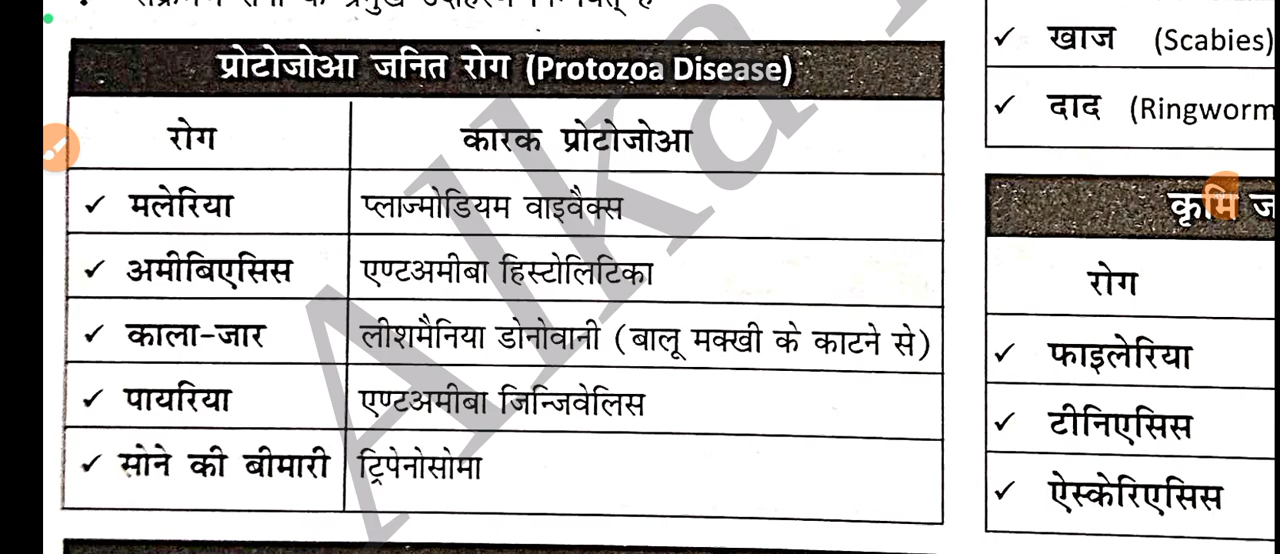 प्रोटोजोआ जनित रोग (Protozoa Disease)
रोग कारक प्रोटोजोआ
✓ मलेरिया प्लाज्मोडियम वाइवैक्स
✓ अमीबिएसिस एण्टअमीबा हिस्टोलिटिका
✓ काला-जार लीशमैनिया डोनोवानी (बालू मक्खी के काटने से)
✓ पायरिया एण्टअमीबा जिन्जिवेलिस
✓ सोने की बीमारी ट्रिपेनोसोमा
✓ खाज (Scabies)
✓ दाद (Ringworm
कृमि
रोग
✓ फाइलेरिया
✓ टीनिएसिस
✓ ऐस्केरिएसिस
Alka